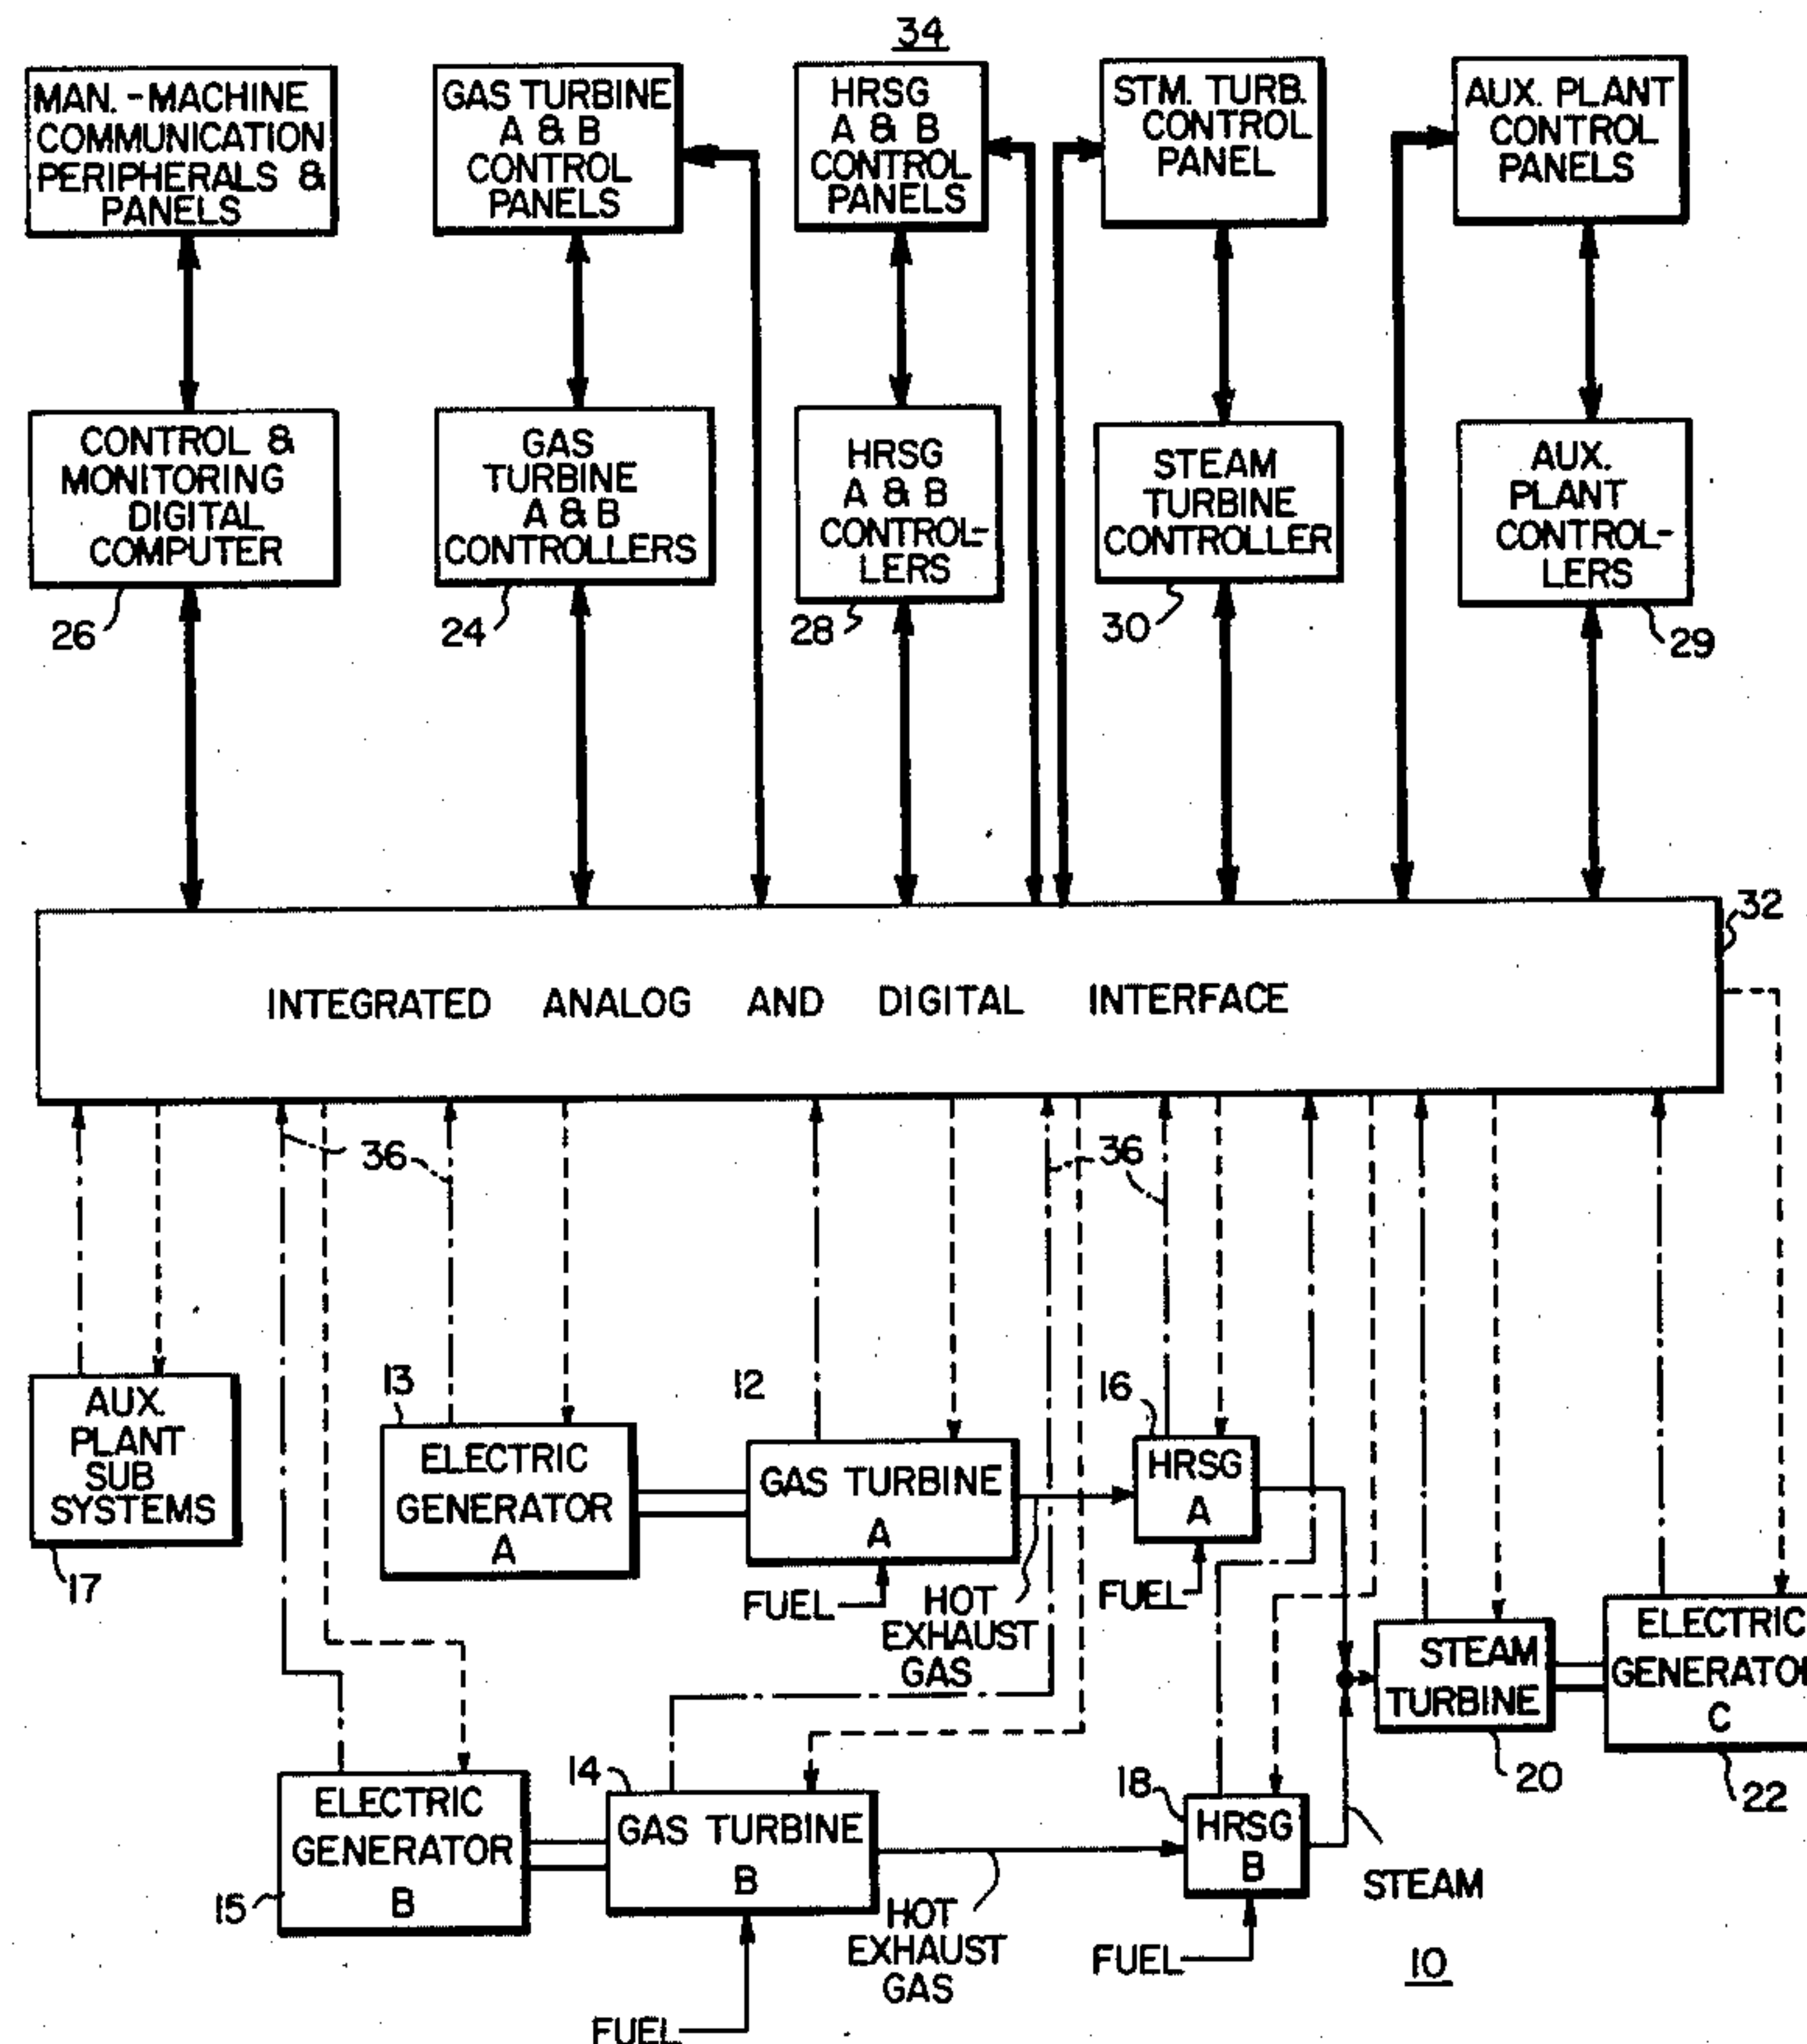 34
MAN.-MACHINE
COMMUNICATION
PERIPHERALS &
PANELS
GAS TURBINE
A & B
CONTROL
PANELS
HRSG
A & B
CONTROL
PANELS
STM. TURB.
CONTROL
PANEL
AUX. PLANT
CONTROL
PANELS
CONTROL &
MONITORING
DIGITAL
COMPUTER
26
GAS
TURBINE
A & B
CONTROLLERS
24
HRSG
A & B
CONTROL-
LERS
28
STEAM
TURBINE
CONTROLLER
30
AUX.
PLANT
CONTROL-
LERS
29
32
INTEGRATED ANALOG AND DIGITAL INTERFACE
36
36
AUX.
PLANT
SUB
SYSTEMS
17
13
ELECTRIC
GENERATOR
A
12
GAS TURBINE
A
FUEL
HOT
EXHAUST
GAS
16
HRSG
A
FUEL
STEAM
TURBINE
20
ELECTRIC
GENERATOR
C
22
15
ELECTRIC
GENERATOR
B
14
GAS TURBINE
B
FUEL
HOT
EXHAUST
GAS
18
HRSG
B
FUEL
STEAM
10